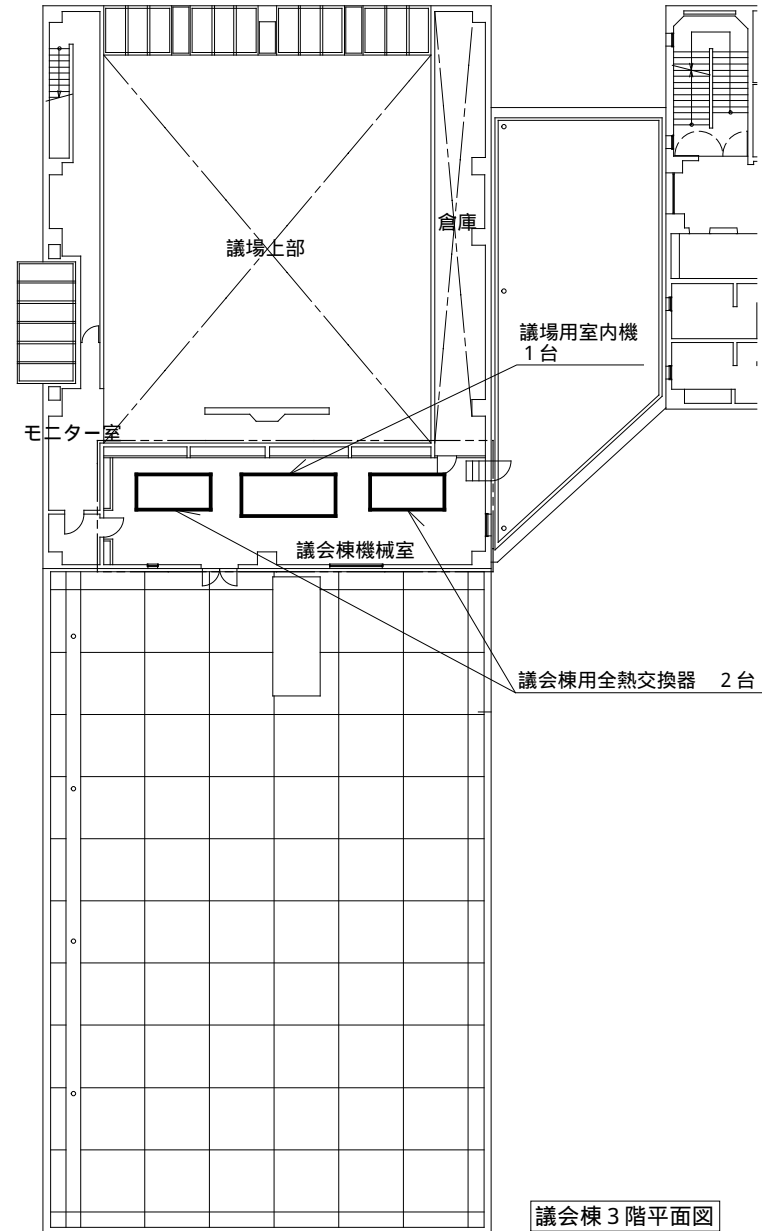 倉庫
議場上部
議場用室内機
１台
モニター室
議会棟機械室
議会棟用全熱交換器　２台
議会棟３階平面図